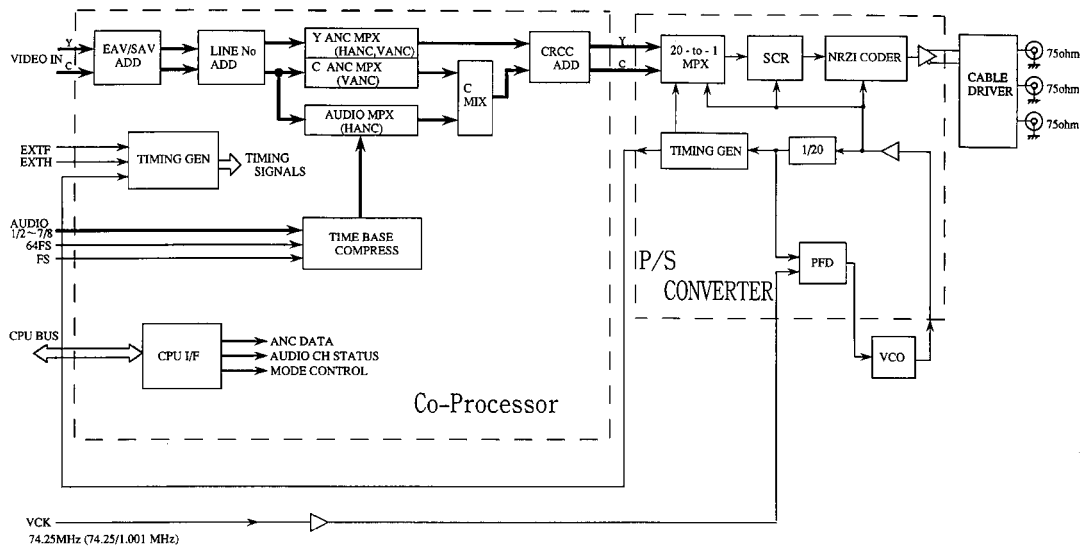 VIDEO IN
Y
C
EAV/SAV
ADD
LINE No
ADD
Y ANC MPX
(HANC,VANC)
C ANC MPX
(VANC)
AUDIO MPX
(HANC)
C
MIX
CRCC
ADD
Y
C
20 - to - 1
MPX
SCR
NRZI CODER
CABLE
DRIVER
75ohm
75ohm
75ohm
EXTF
EXTH
TIMING GEN
TIMING
SIGNALS
TIMING GEN
1/20
AUDIO
1/2~7/8
64FS
FS
TIME BASE
COMPRESS
P/S
CONVERTER
PFD
VCO
CPU BUS
CPU I/F
ANC DATA
AUDIO CH STATUS
MODE CONTROL
Co-Processor
VCK
74.25MHz (74.25/1.001 MHz)